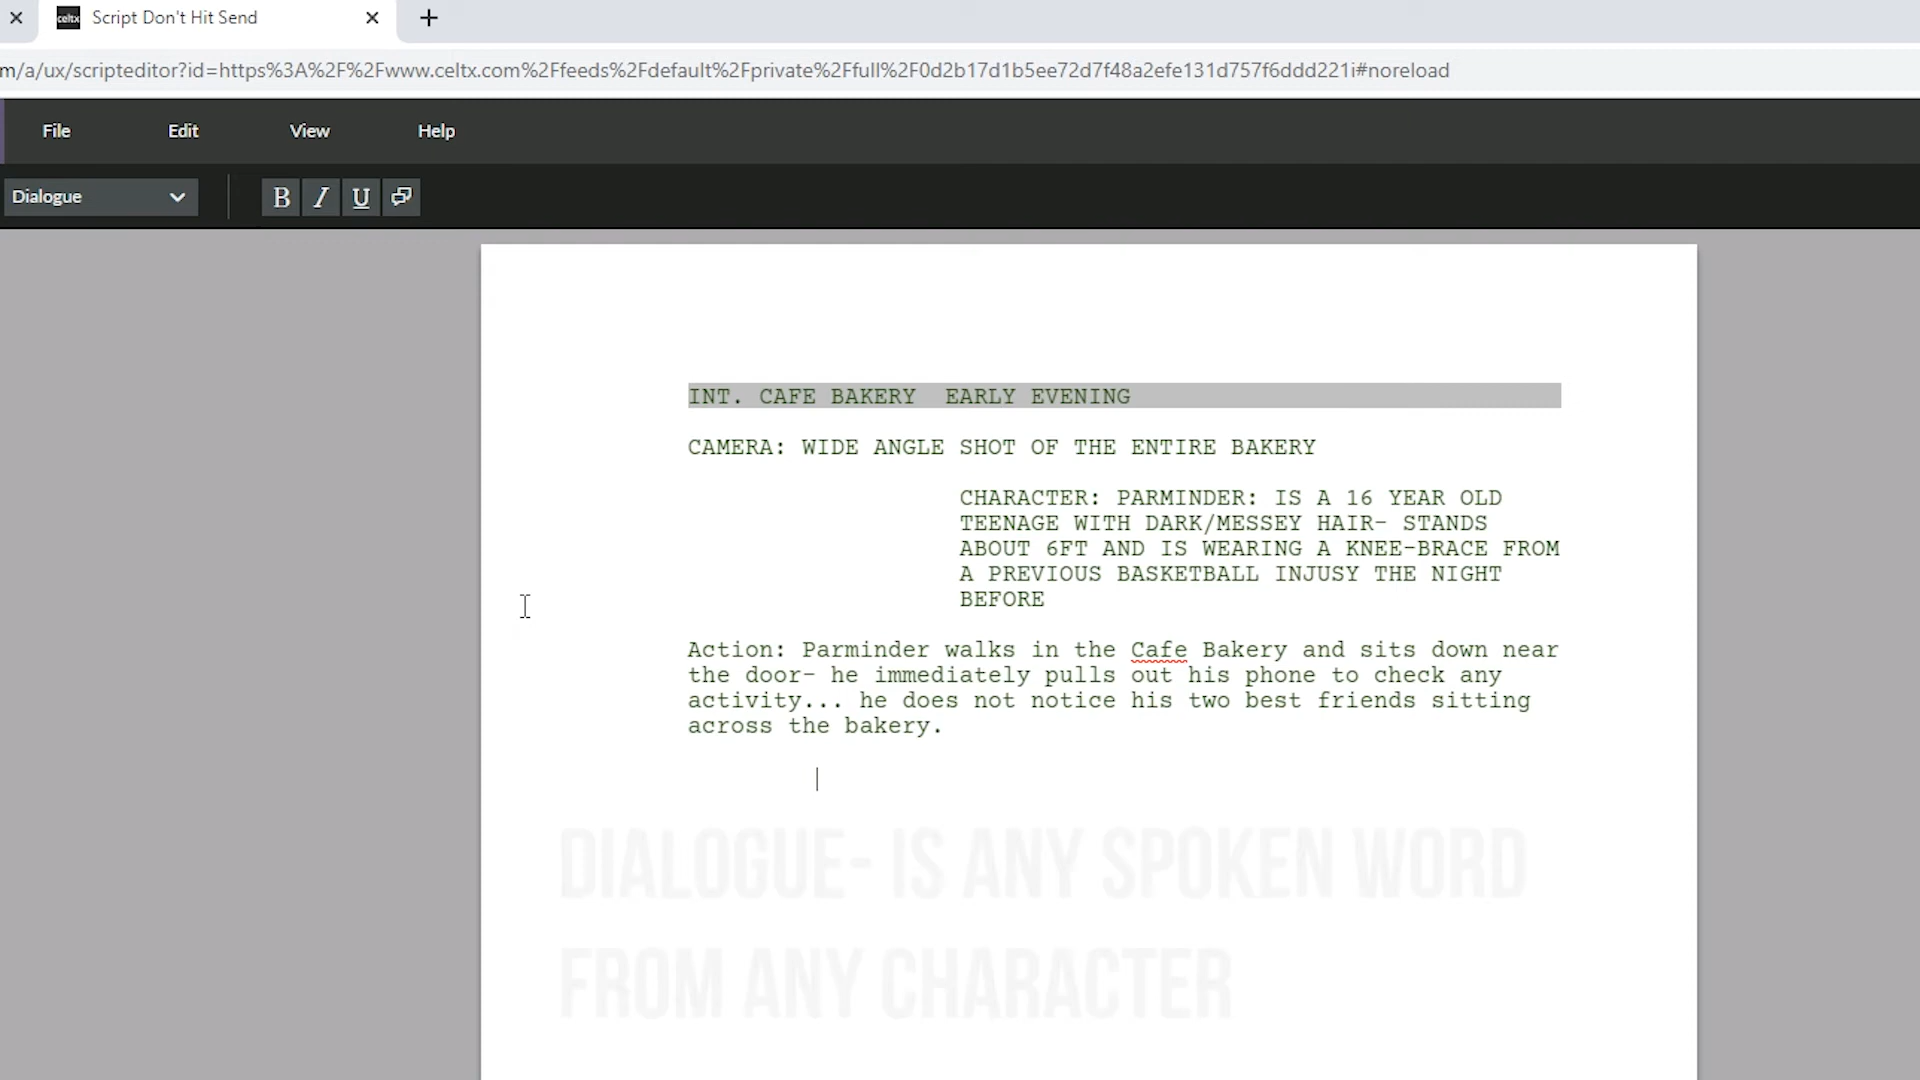 celtx Script Don't Hit Send
m/a/ux/scripteditor?id=https%3A%2F%2Fwww.celtx.com%2Ffeeds%2Fdefault%2Fprivate%2Ffull%2F0d2b17d1b5ee72d7f48a2efe131d757f6ddd221i#noreload
File Edit View Help
Dialogue B I U
INT. CAFE BAKERY  EARLY EVENING
CAMERA: WIDE ANGLE SHOT OF THE ENTIRE BAKERY
CHARACTER: PARMINDER: IS A 16 YEAR OLD
TEENAGE WITH DARK/MESSEY HAIR- STANDS
ABOUT 6FT AND IS WEARING A KNEE-BRACE FROM
A PREVIOUS BASKETBALL INJUSY THE NIGHT
BEFORE
Action: Parminder walks in the Cafe Bakery and sits down near
the door- he immediately pulls out his phone to check any
activity... he does not notice his two best friends sitting
across the bakery.
DIALOGUE- IS ANY SPOKEN WORD
FROM ANY CHARACTER